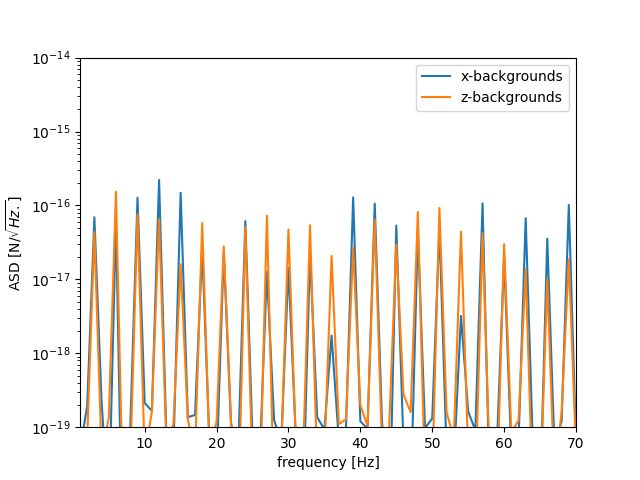 10⁻¹⁴
10⁻¹⁵
10⁻¹⁶
10⁻¹⁷
10⁻¹⁸
10⁻¹⁹
ASD [N/√Hz. ]
x-backgrounds
z-backgrounds
10 20 30 40 50 60 70
frequency [Hz]